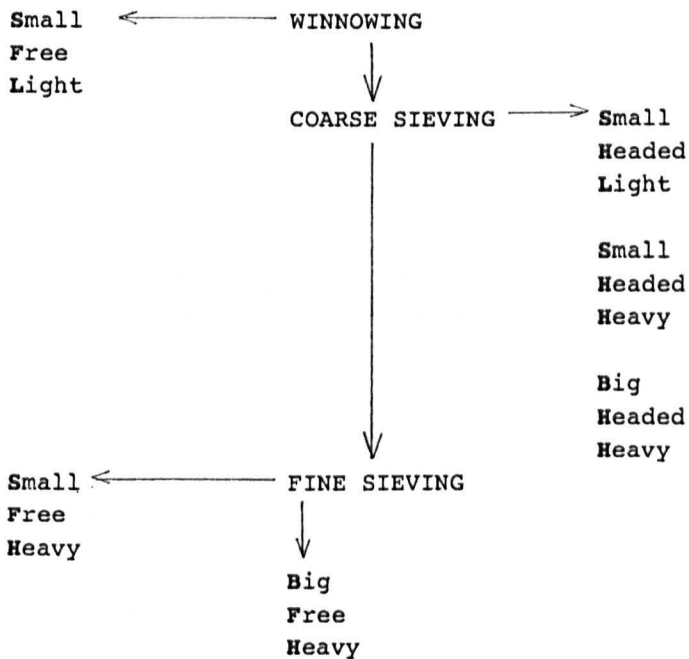 Small
Free
Light
WINNOWING
COARSE SIEVING
Small
Headed
Light
Small
Headed
Heavy
Big
Headed
Heavy
Small
Free
Heavy
FINE SIEVING
Big
Free
Heavy